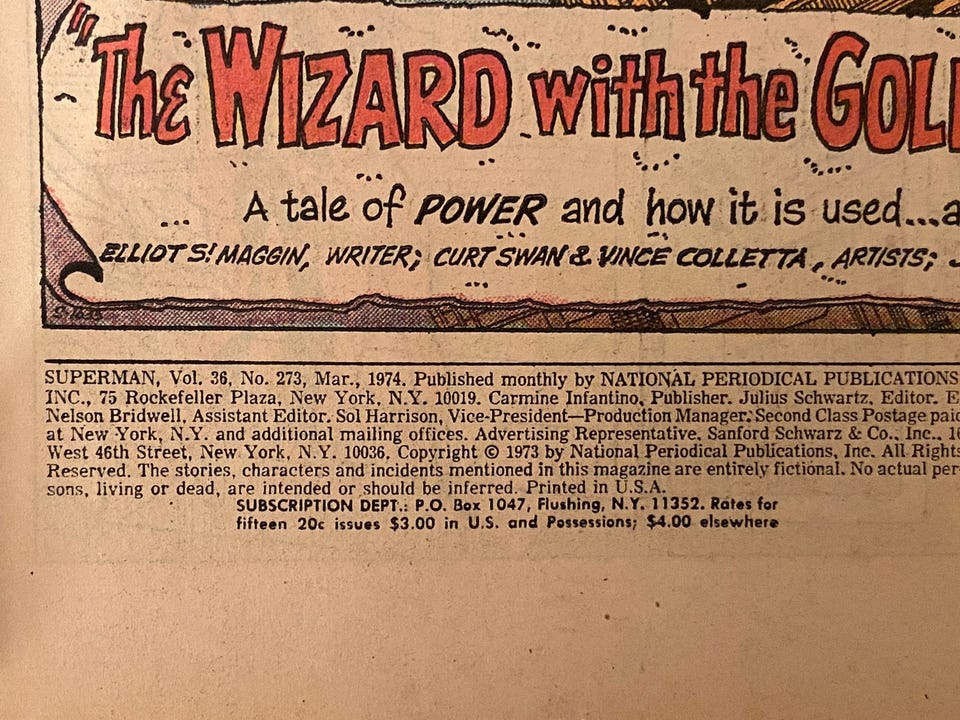 "The WIZARD with the GOL
A tale of POWER and how it is used...a
ELLIOT S! MAGGIN, WRITER; CURT SWAN & VINCE COLLETTA, ARTISTS;
SUPERMAN, Vol. 36, No. 273, Mar., 1974. Published monthly by NATIONAL PERIODICAL PUBLICATIONS
INC., 75 Rockefeller Plaza, New York, N.Y. 10019. Carmine Infantino, Publisher. Julius Schwartz, Editor. E.
Nelson Bridwell, Assistant Editor. Sol Harrison, Vice-President—Production Manager. Second Class Postage paid
at New York, N.Y. and additional mailing offices. Advertising Representative. Sanford Schwarz & Co., Inc., 16
West 46th Street, New York, N.Y. 10036. Copyright © 1973 by National Periodical Publications, Inc. All Rights
Reserved. The stories, characters and incidents mentioned in this magazine are entirely fictional. No actual per-
sons, living or dead, are intended or should be inferred. Printed in U.S.A.
SUBSCRIPTION DEPT.: P.O. Box 1047, Flushing, N.Y. 11352. Rates for
fifteen 20c issues $3.00 in U.S. and Possessions; $4.00 elsewhere